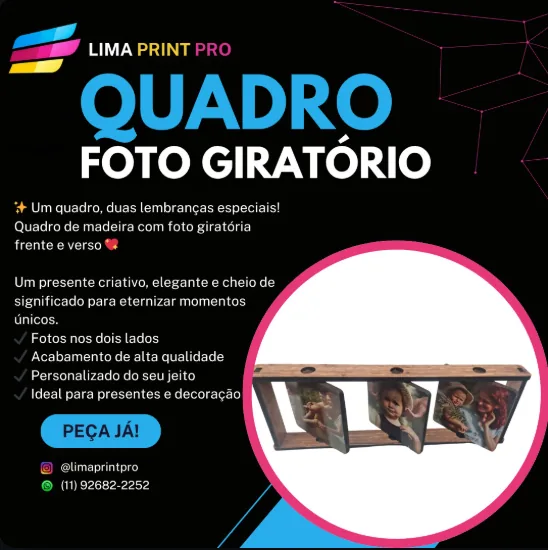 LIMA PRINT PRO
QUADRO
FOTO GIRATÓRIO
✨ Um quadro, duas lembranças especiais!
Quadro de madeira com foto giratória
frente e verso 💖
Um presente criativo, elegante e cheio de
significado para eternizar momentos
únicos.
✔ Fotos nos dois lados
✔ Acabamento de alta qualidade
✔ Personalizado do seu jeito
✔ Ideal para presentes e decoração
PEÇA JÁ!
@limaprintpro
(11) 92682-2252